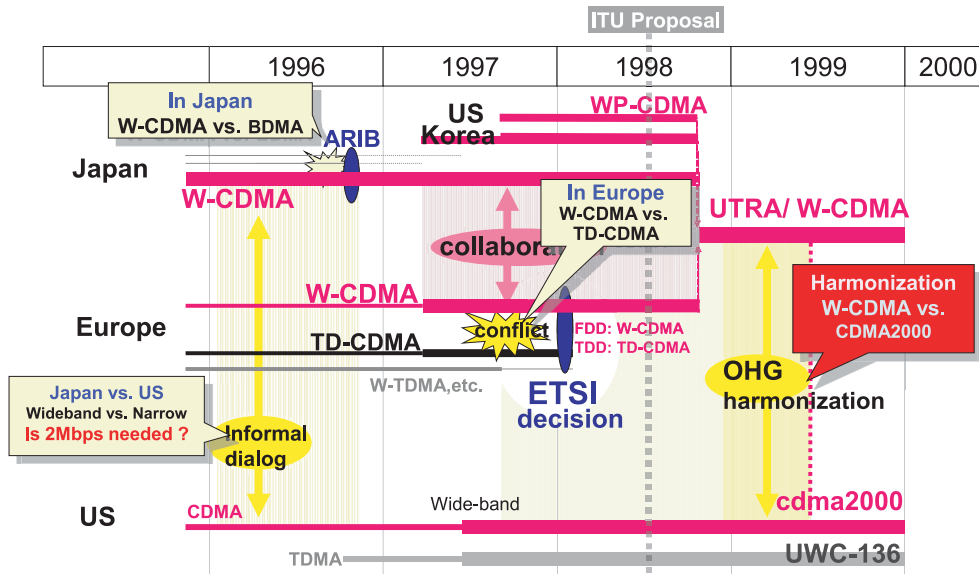 ITU Proposal
1996
1997
1998
1999
2000
In Japan
W-CDMA vs. BDMA
US
WP-CDMA
Korea
ARIB
Japan
W-CDMA
In Europe
W-CDMA vs.
TD-CDMA
UTRA/ W-CDMA
Harmonization
W-CDMA vs.
CDMA2000
W-CDMA
Europe
conflict
FDD: W-CDMA
TDD: TD-CDMA
TD-CDMA
W-TDMA,etc.
ETSI
decision
OHG
harmonization
Japan vs. US
Wideband vs. Narrow
Is 2Mbps needed ?
Informal
dialog
Wide-band
cdma2000
US
CDMA
UWC-136
TDMA